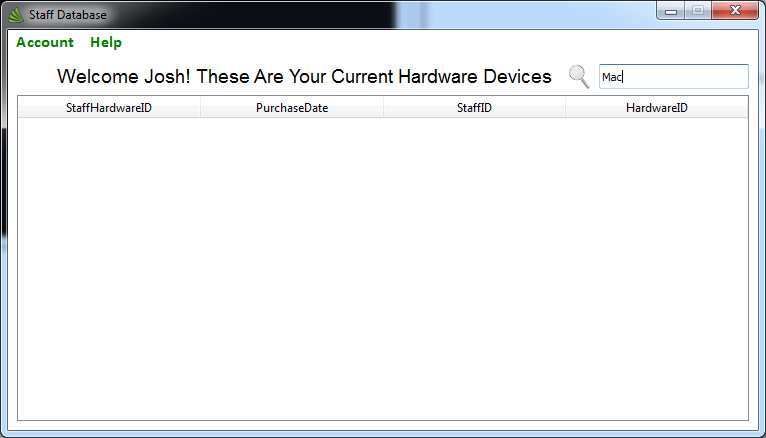 Staff Database
Account Help
Welcome Josh! These Are Your Current Hardware Devices Mac
StaffHardwareID PurchaseDate StaffID HardwareID